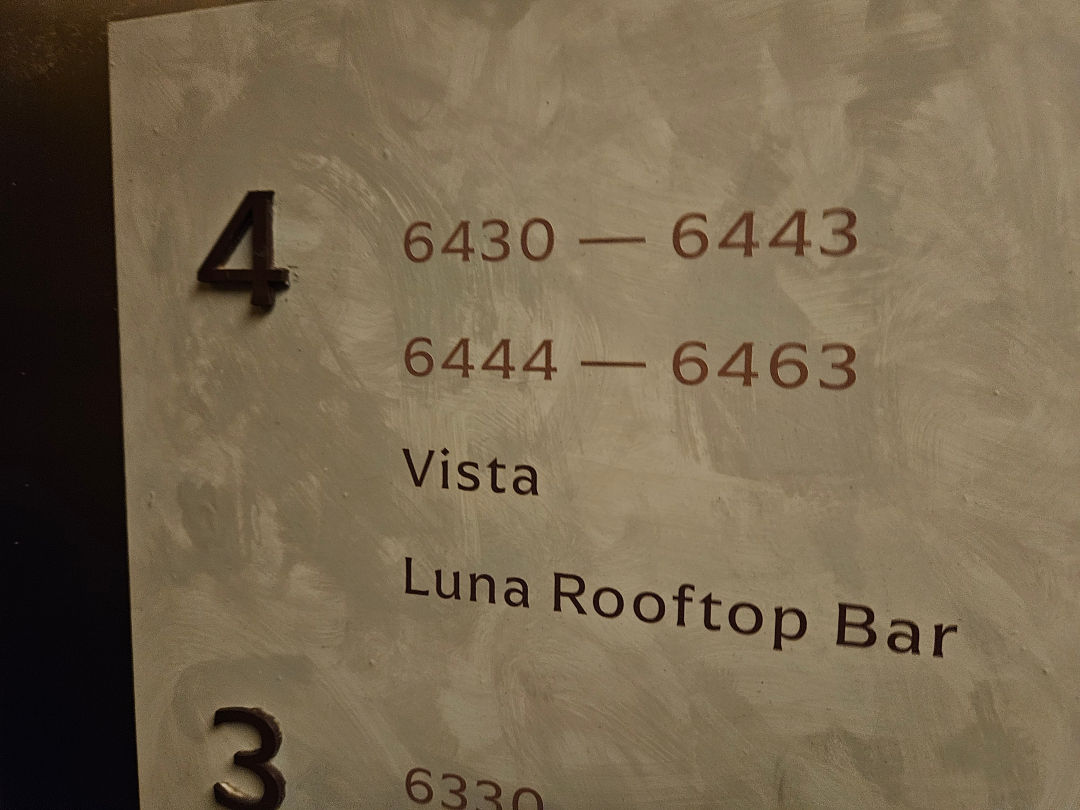 4 6430 — 6443
6444 — 6463
Vista
Luna Rooftop Bar
3 6330